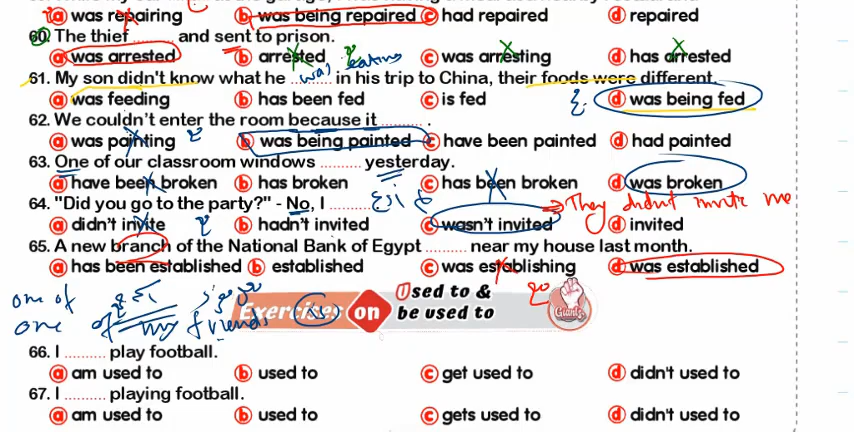 ⓐ was repairing ⓑ was being repaired ⓒ had repaired ⓓ repaired
60. The thief .......... and sent to prison.
ⓐ was arrested ⓑ arrested ⓒ was arresting ⓓ has arrested
was eating
61. My son didn't know what he .......... in his trip to China, their foods were different.
ⓐ was feeding ⓑ has been fed ⓒ is fed ⓓ was being fed
62. We couldn't enter the room because it .......... .
ⓐ was painting ⓑ was being painted ⓒ have been painted ⓓ had painted
63. One of our classroom windows .......... yesterday.
ⓐ have been broken ⓑ has broken ⓒ has been broken ⓓ was broken
64. "Did you go to the party?" - No, I ..........
They didn't invite me
ⓐ didn't invite ⓑ hadn't invited ⓒ wasn't invited ⓓ invited
65. A new branch of the National Bank of Egypt .......... near my house last month.
ⓐ has been established ⓑ established ⓒ was establishing ⓓ was established
one of
one of my friends
Exercises on
Used to &
be used to
Giants
66. I .......... play football.
ⓐ am used to ⓑ used to ⓒ get used to ⓓ didn't used to
67. I .......... playing football.
ⓐ am used to ⓑ used to ⓒ gets used to ⓓ didn't used to